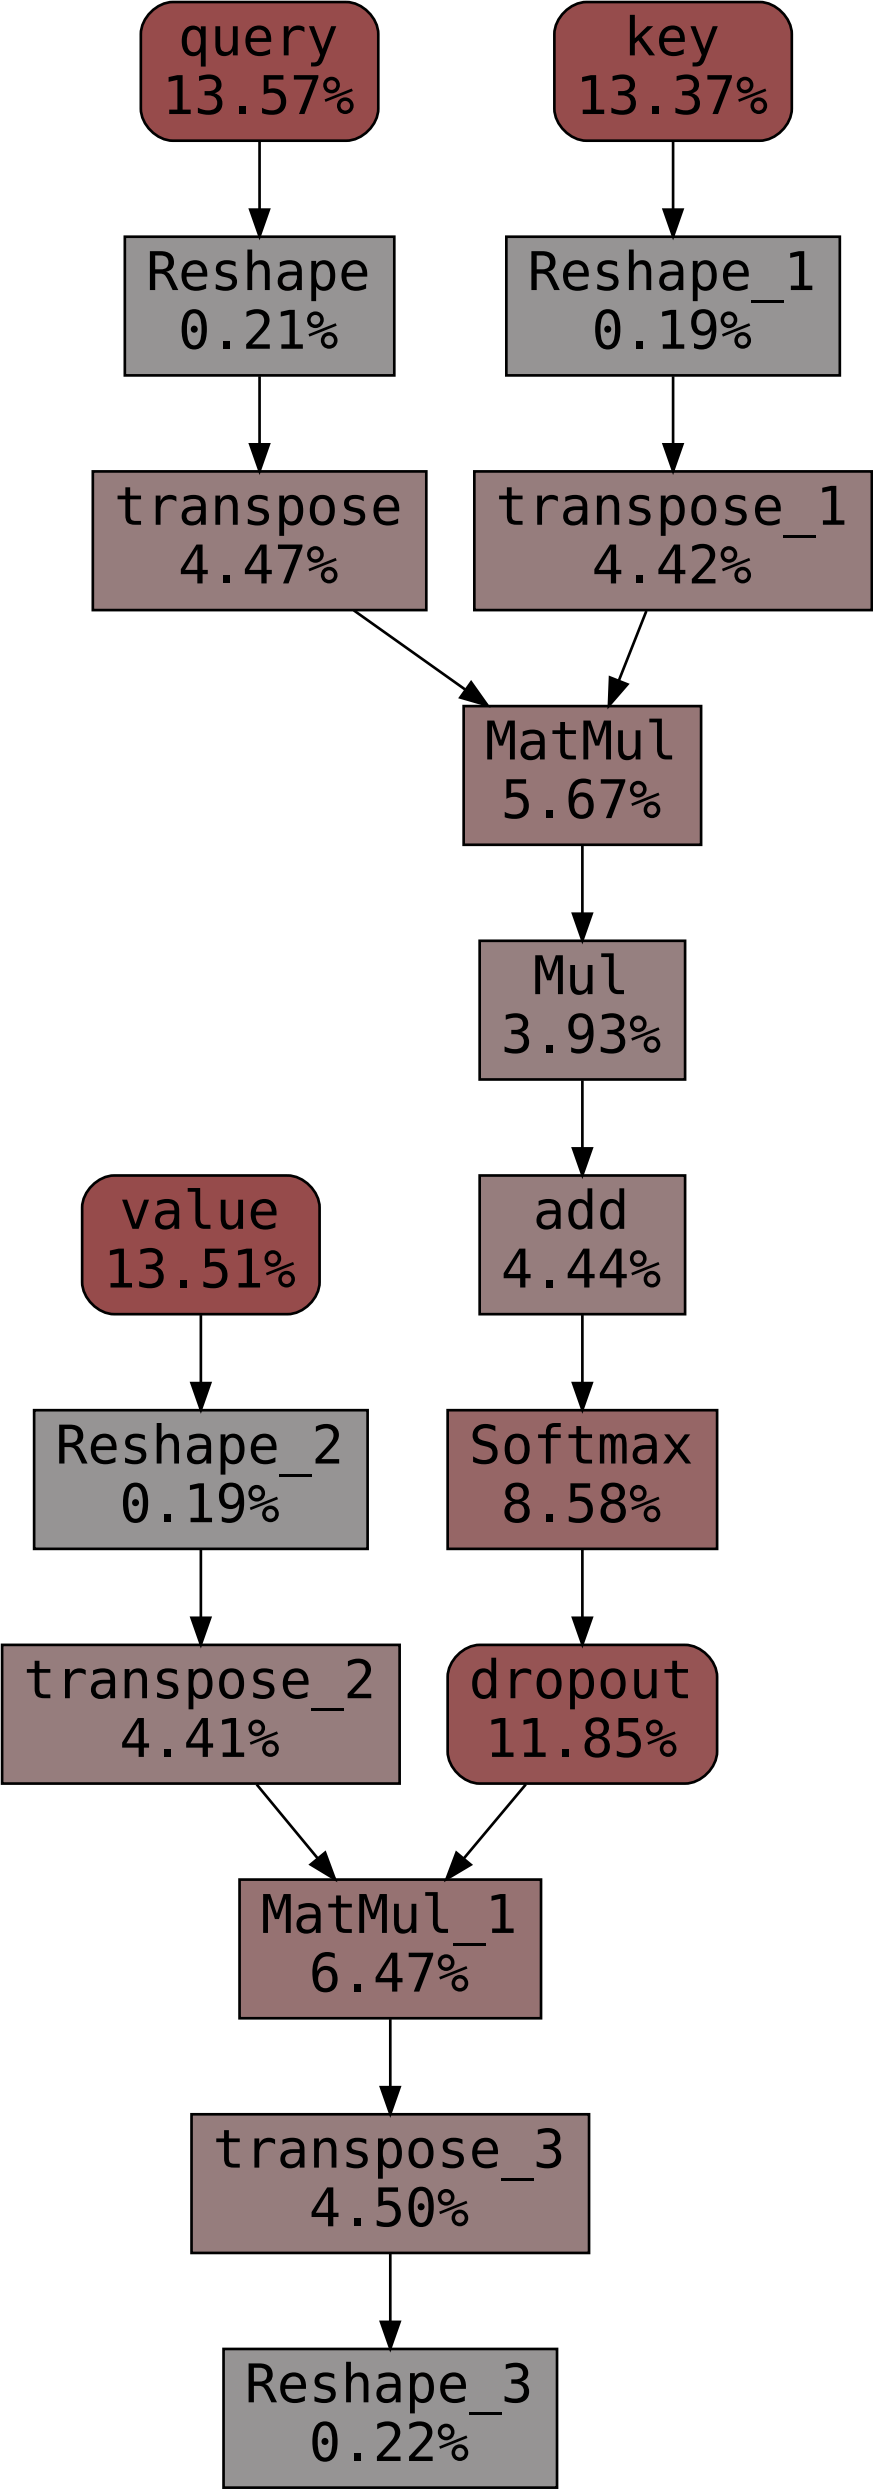 query
13.57%
key
13.37%
Reshape
0.21%
Reshape_1
0.19%
transpose
4.47%
transpose_1
4.42%
MatMul
5.67%
Mul
3.93%
add
4.44%
value
13.51%
Softmax
8.58%
Reshape_2
0.19%
dropout
11.85%
transpose_2
4.41%
MatMul_1
6.47%
transpose_3
4.50%
Reshape_3
0.22%